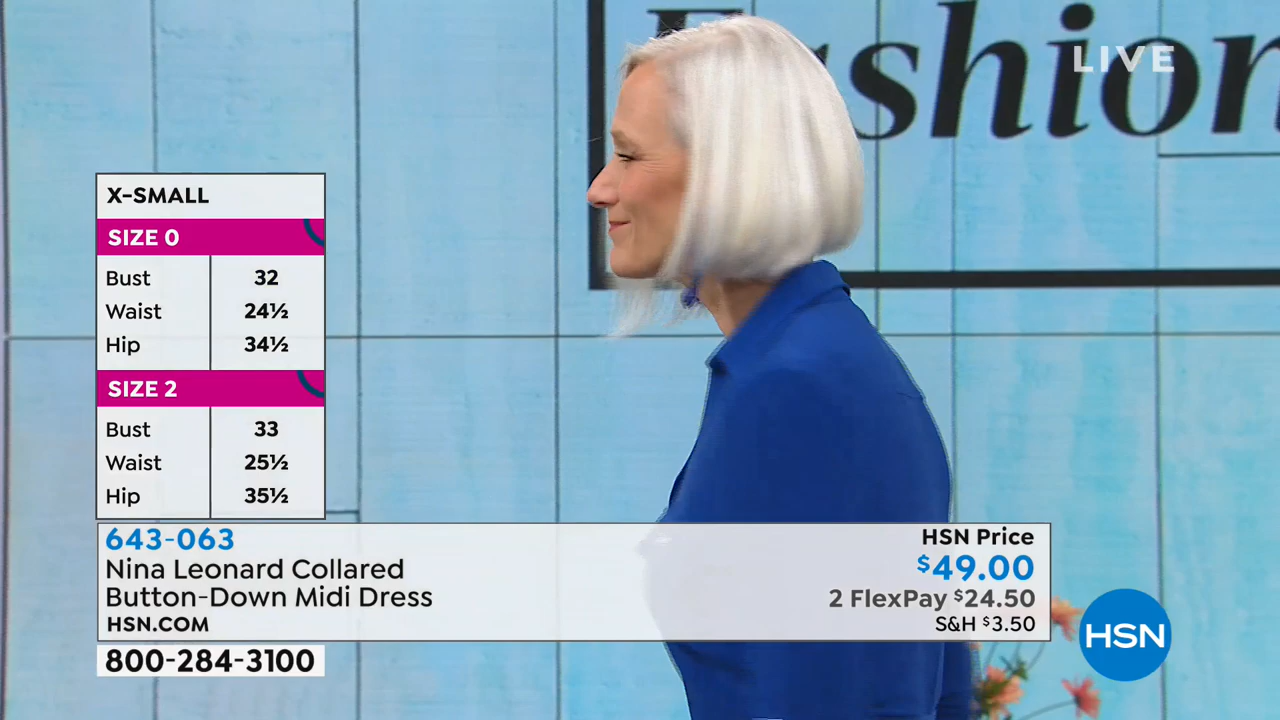 Fashion
LIVE
X-SMALL
SIZE 0
Bust 32
Waist 24½
Hip 34½
SIZE 2
Bust 33
Waist 25½
Hip 35½
643-063
Nina Leonard Collared
Button-Down Midi Dress
HSN.COM
HSN Price
$49.00
2 FlexPay $24.50
S&H $3.50
800-284-3100
HSN